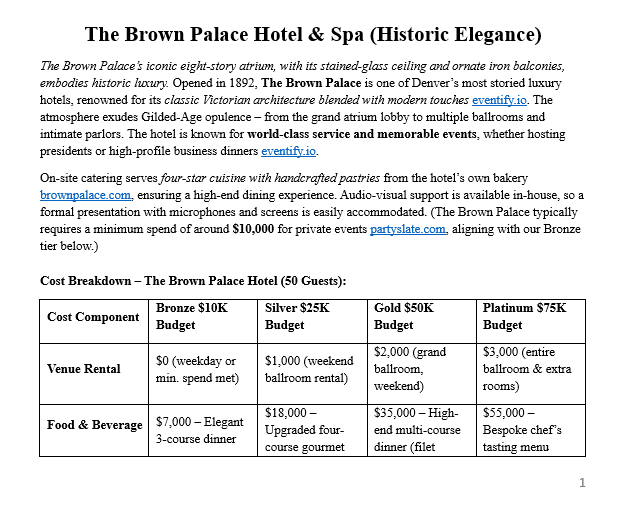 The Brown Palace Hotel & Spa (Historic Elegance)
The Brown Palace's iconic eight-story atrium, with its stained-glass ceiling and ornate iron balconies,
embodies historic luxury. Opened in 1892, The Brown Palace is one of Denver's most storied luxury
hotels, renowned for its classic Victorian architecture blended with modern touches eventify.io. The
atmosphere exudes Gilded-Age opulence – from the grand atrium lobby to multiple ballrooms and
intimate parlors. The hotel is known for world-class service and memorable events, whether hosting
presidents or high-profile business dinners eventify.io.
On-site catering serves four-star cuisine with handcrafted pastries from the hotel's own bakery
brownpalace.com, ensuring a high-end dining experience. Audio-visual support is available in-house, so a
formal presentation with microphones and screens is easily accommodated. (The Brown Palace typically
requires a minimum spend of around $10,000 for private events partyslate.com, aligning with our Bronze
tier below.)
Cost Breakdown – The Brown Palace Hotel (50 Guests):
Cost Component
Bronze $10K
Budget
Silver $25K
Budget
Gold $50K
Budget
Platinum $75K
Budget
Venue Rental
$0 (weekday or
min. spend met)
$1,000 (weekend
ballroom rental)
$2,000 (grand
ballroom,
weekend)
$3,000 (entire
ballroom & extra
rooms)
Food & Beverage
$7,000 – Elegant
3-course dinner
$18,000 –
Upgraded four-
course gourmet
$35,000 – High-
end multi-course
dinner (filet
$55,000 –
Bespoke chef's
tasting menu
1